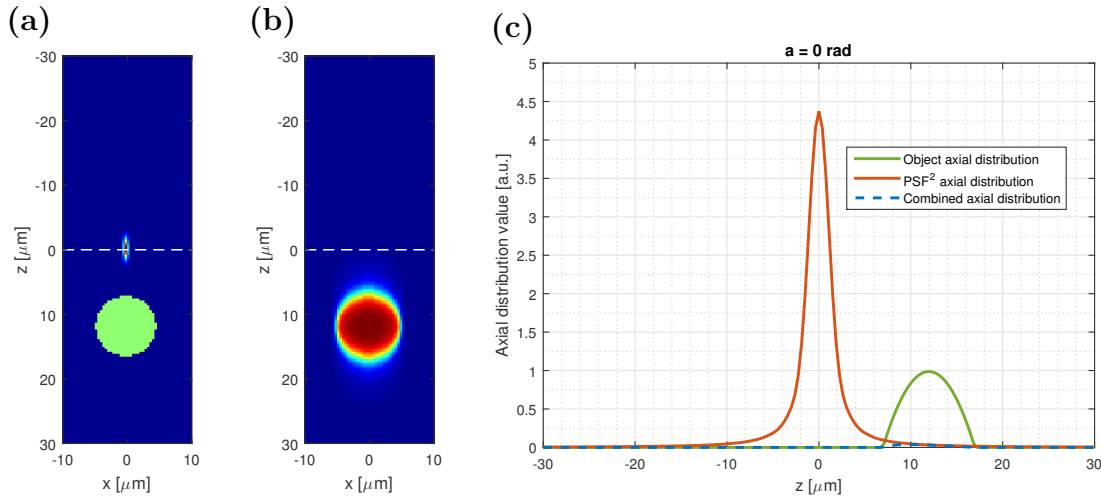 (a)
-30
-20
-10
0
10
20
30
z [μm]
-10 0 10
x [μm]
(b)
-30
-20
-10
0
10
20
30
z [μm]
-10 0 10
x [μm]
(c)
a = 0 rad
5
4.5
4
3.5
3
2.5
2
1.5
1
0.5
0
Axial distribution value [a.u.]
Object axial distribution
PSF² axial distribution
Combined axial distribution
-30 -20 -10 0 10 20 30
z [μm]